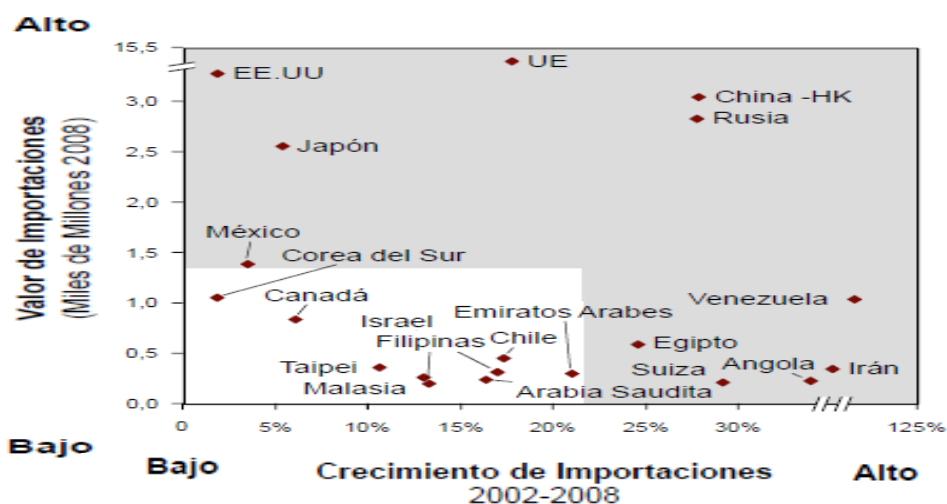 Alto
15,5
EE.UU
UE
3,0
China -HK
Rusia
2,5
Japón
2,0
Valor de Importaciones
(Miles de Millones 2008)
México
1,5
Corea del Sur
1,0
Canadá
Emiratos Arabes
Venezuela
Israel
Filipinas
Chile
Egipto
0,5
Taipei
Malasia
Arabia Saudita
Suiza
Angola
Irán
0,0
0
5%
10%
15%
20%
25%
30%
125%
Bajo
Bajo
Crecimiento de Importaciones
Alto
2002-2008